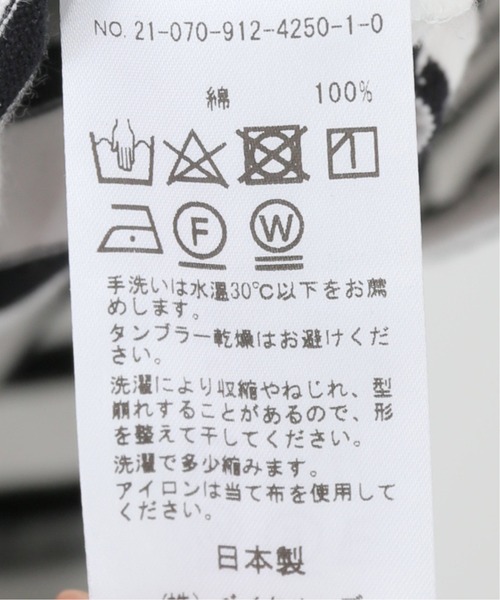 NO. 21-070-912-4250-1-0
綿 100%
F W
手洗いは水温30℃以下をお薦
めします。
タンブラー乾燥はお避けくだ
さい。
洗濯により収縮やねじれ、型
崩れすることがあるので、形
を整えて干してください。
洗濯で多少縮みます。
アイロンは当て布を使用して
ください。
日本製